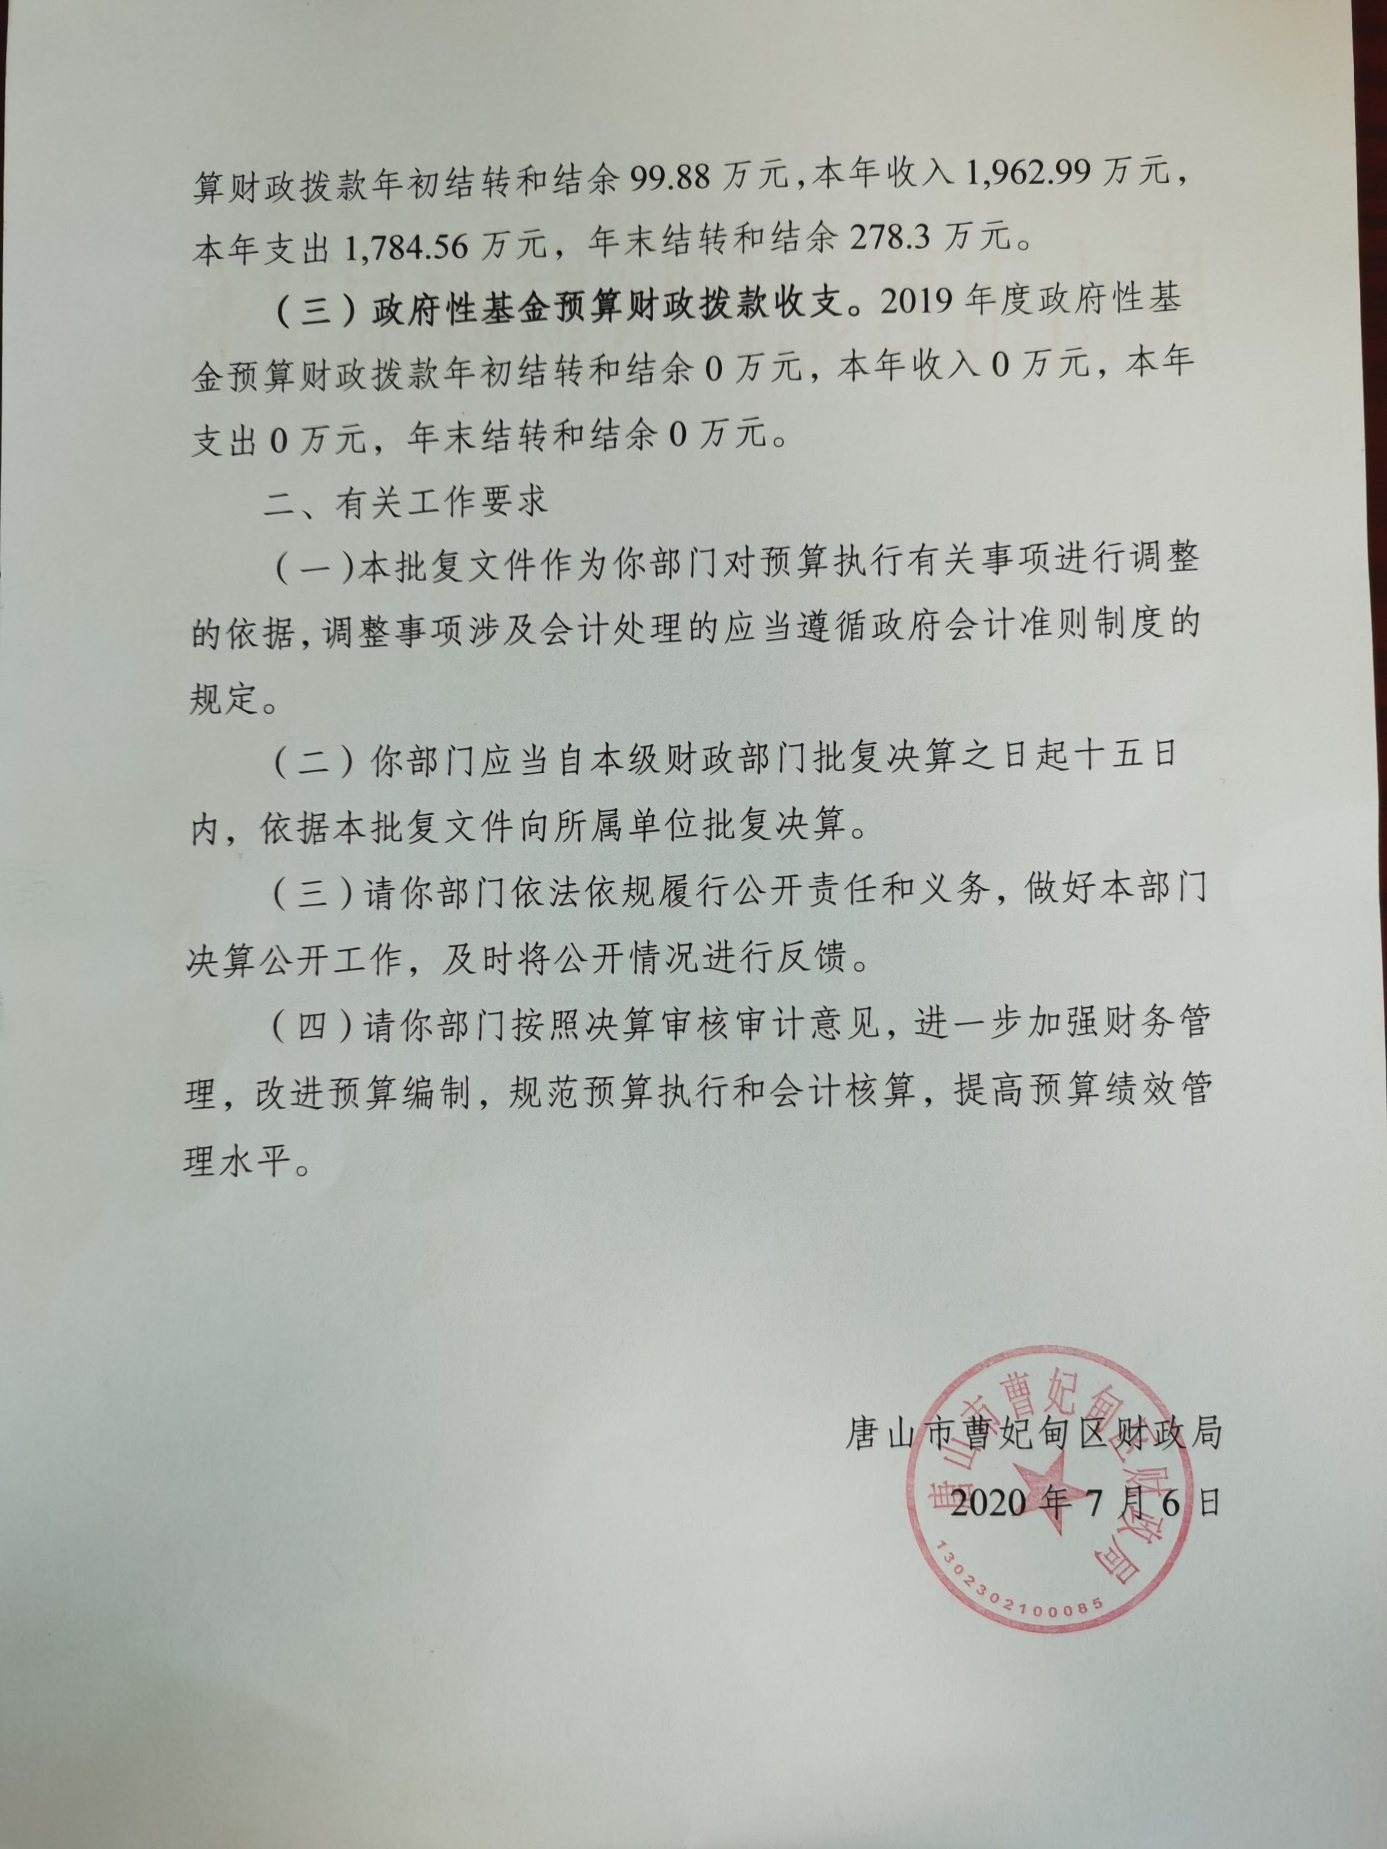 算财政拨款年初结转和结余 99.88 万元,本年收入 1,962.99 万元，
本年支出 1,784.56 万元，年末结转和结余 278.3 万元。
（三）政府性基金预算财政拨款收支。2019 年度政府性基
金预算财政拨款年初结转和结余 0 万元，本年收入 0 万元，本年
支出 0 万元，年末结转和结余 0 万元。
二、有关工作要求
（一)本批复文件作为你部门对预算执行有关事项进行调整
的依据,调整事项涉及会计处理的应当遵循政府会计准则制度的
规定。
（二）你部门应当自本级财政部门批复决算之日起十五日
内，依据本批复文件向所属单位批复决算。
（三）请你部门依法依规履行公开责任和义务，做好本部门
决算公开工作，及时将公开情况进行反馈。
（四）请你部门按照决算审核审计意见，进一步加强财务管
理，改进预算编制，规范预算执行和会计核算，提高预算绩效管
理水平。
唐山市曹妃甸区财政局
2020 年 7 月 6 日
唐山市曹妃甸区财政局
1302302100085